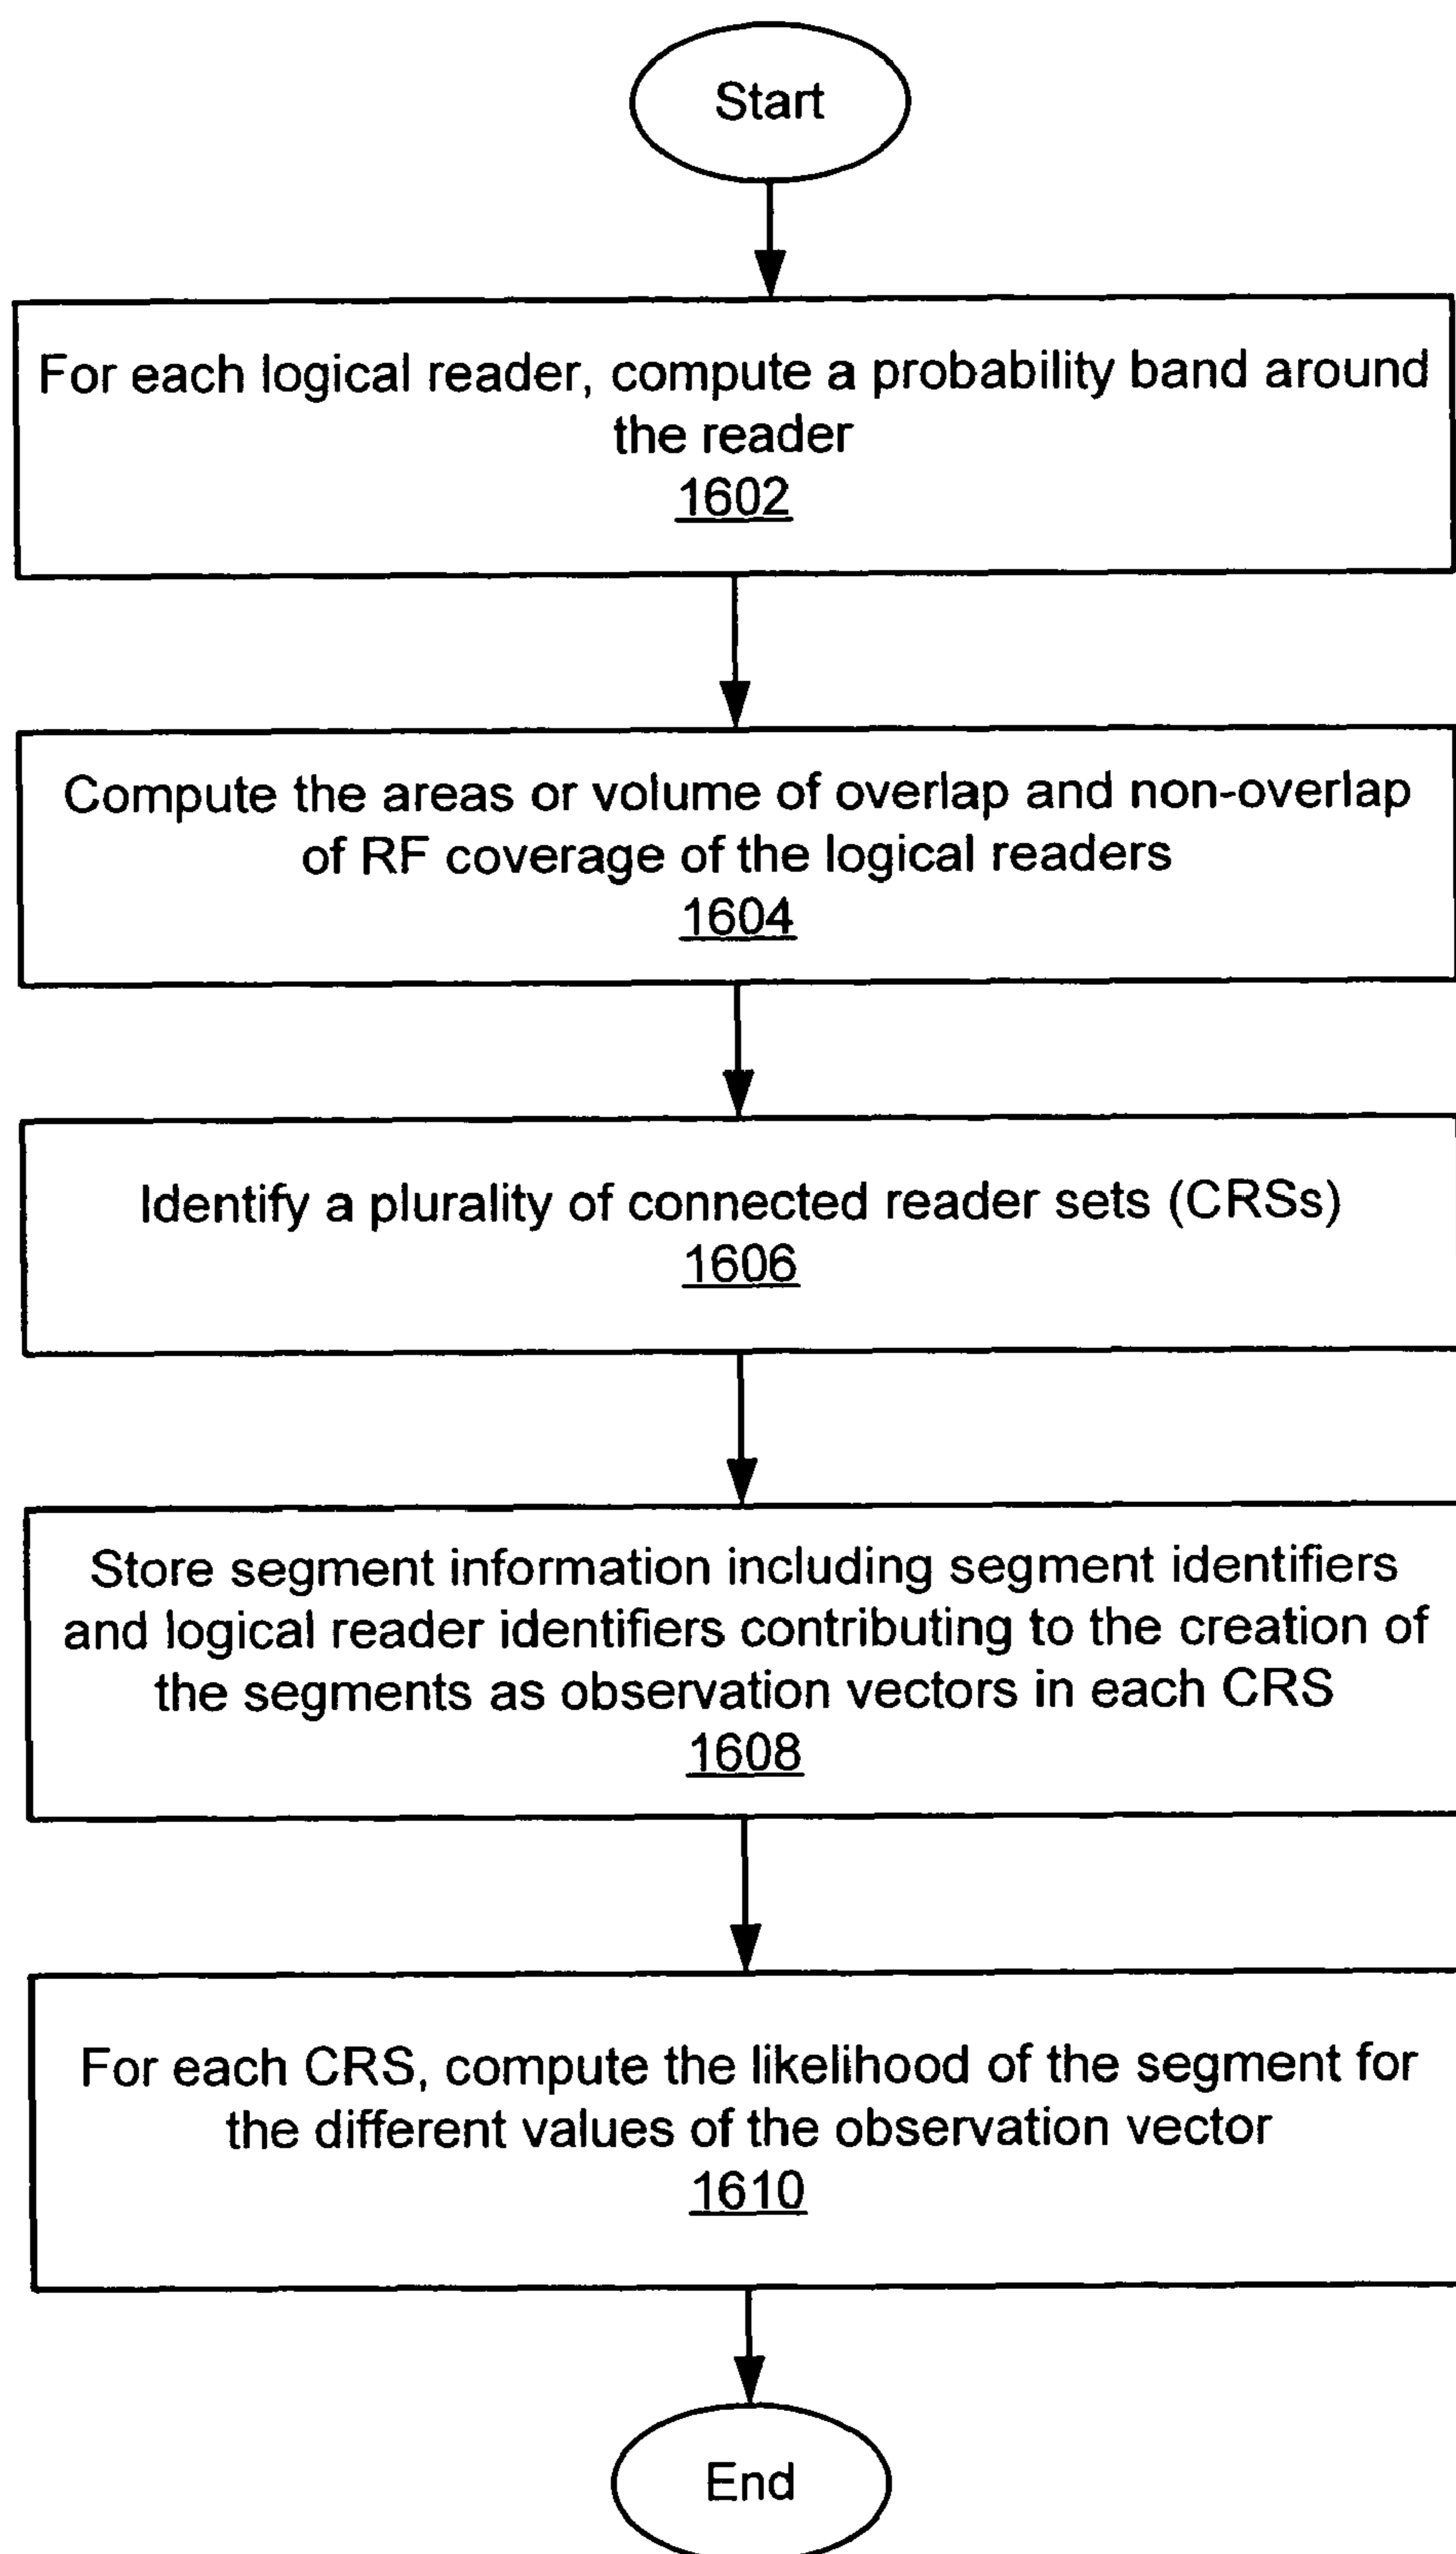 Start
For each logical reader, compute a probability band around
the reader
1602
Compute the areas or volume of overlap and non-overlap
of RF coverage of the logical readers
1604
Identify a plurality of connected reader sets (CRSs)
1606
Store segment information including segment identifiers
and logical reader identifiers contributing to the creation of
the segments as observation vectors in each CRS
1608
For each CRS, compute the likelihood of the segment for
the different values of the observation vector
1610
End